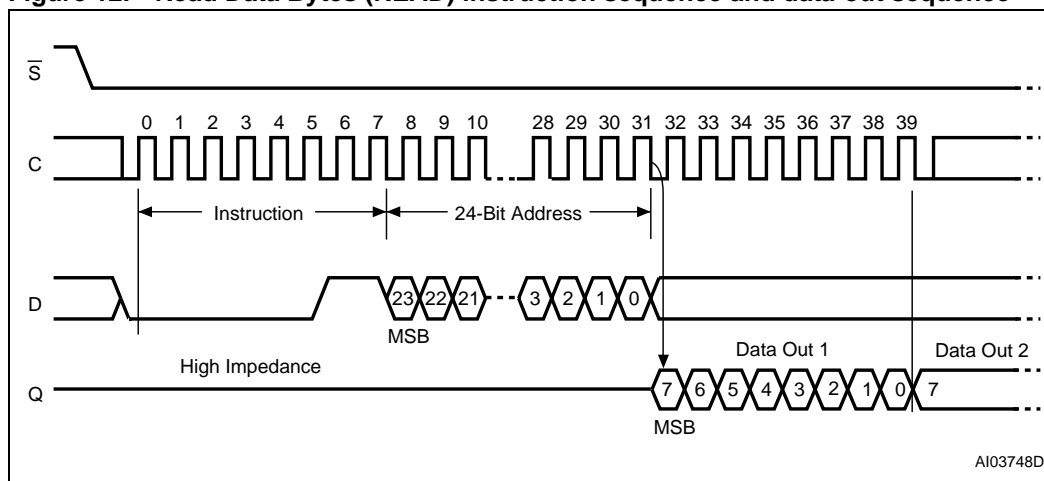 Figure 12. Read Data Bytes (READ) instruction sequence and data-out sequence
S
0 1 2 3 4 5 6 7 8 9 10 28 29 30 31 32 33 34 35 36 37 38 39
C
Instruction 24-Bit Address
D 23 22 21 3 2 1 0
MSB
Data Out 1 Data Out 2
High Impedance
Q 7 6 5 4 3 2 1 0 7
MSB
AI03748D